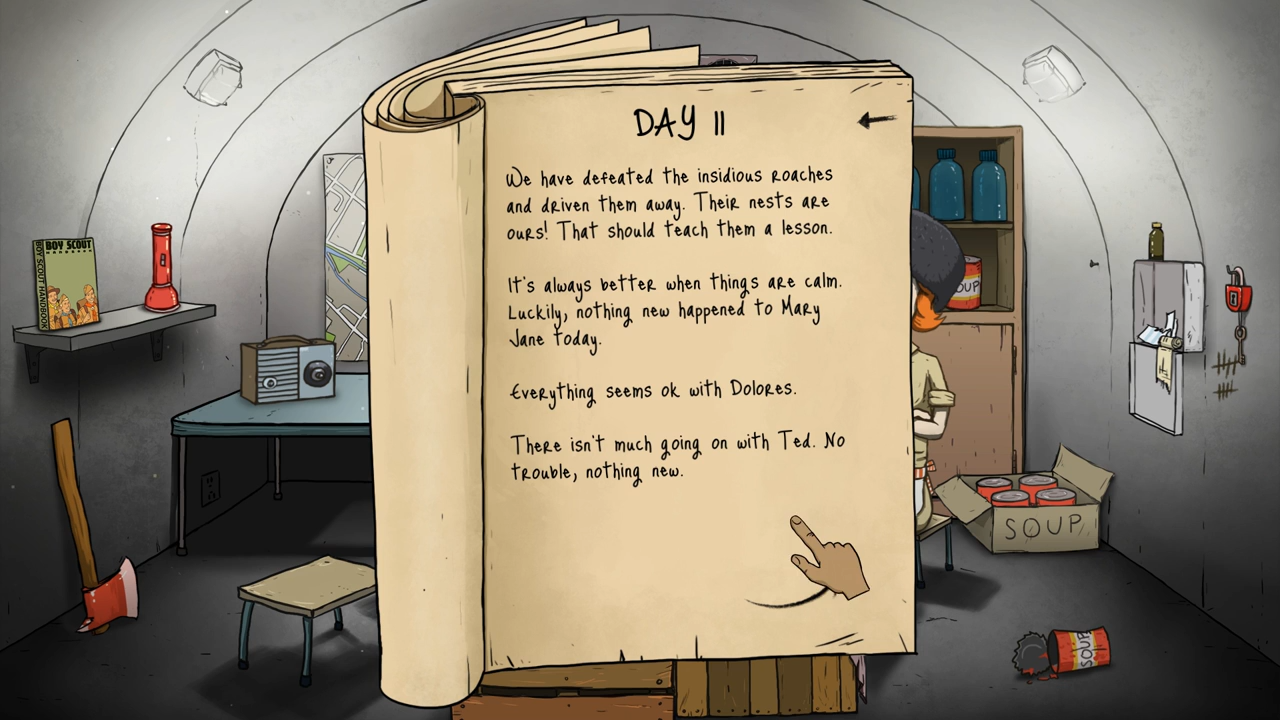 DAY 11
We have defeated the insidious roaches
and driven them away. Their nests are
ours! That should teach them a lesson.
It's always better when things are calm.
Luckily, nothing new happened to Mary
Jane today.
Everything seems ok with Dolores.
There isn't much going on with Ted. No
trouble, nothing new.
BOY SCOUT
BOY SCOUT HANDBOOK
OUP
SOUP
SOUP